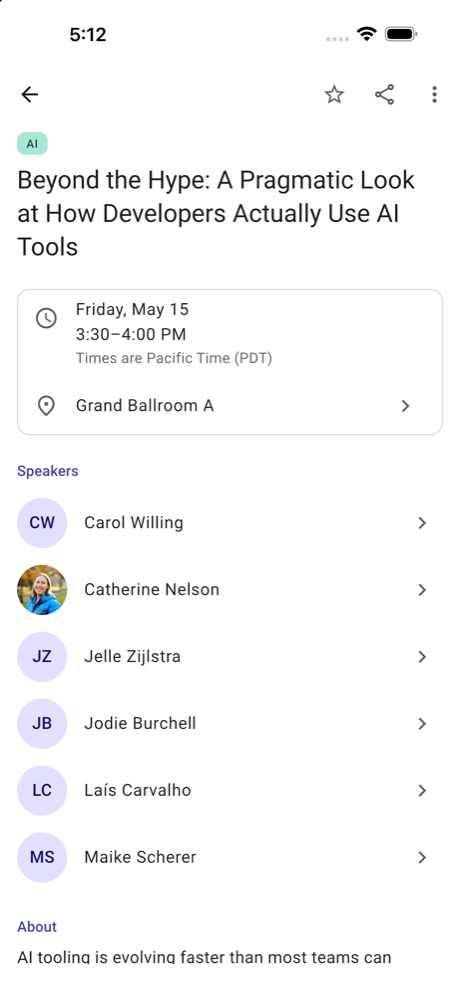 5:12
AI
Beyond the Hype: A Pragmatic Look
at How Developers Actually Use AI
Tools
Friday, May 15
3:30–4:00 PM
Times are Pacific Time (PDT)
Grand Ballroom A
Speakers
CW Carol Willing
Catherine Nelson
JZ Jelle Zijlstra
JB Jodie Burchell
LC Laís Carvalho
MS Maike Scherer
About
AI tooling is evolving faster than most teams can